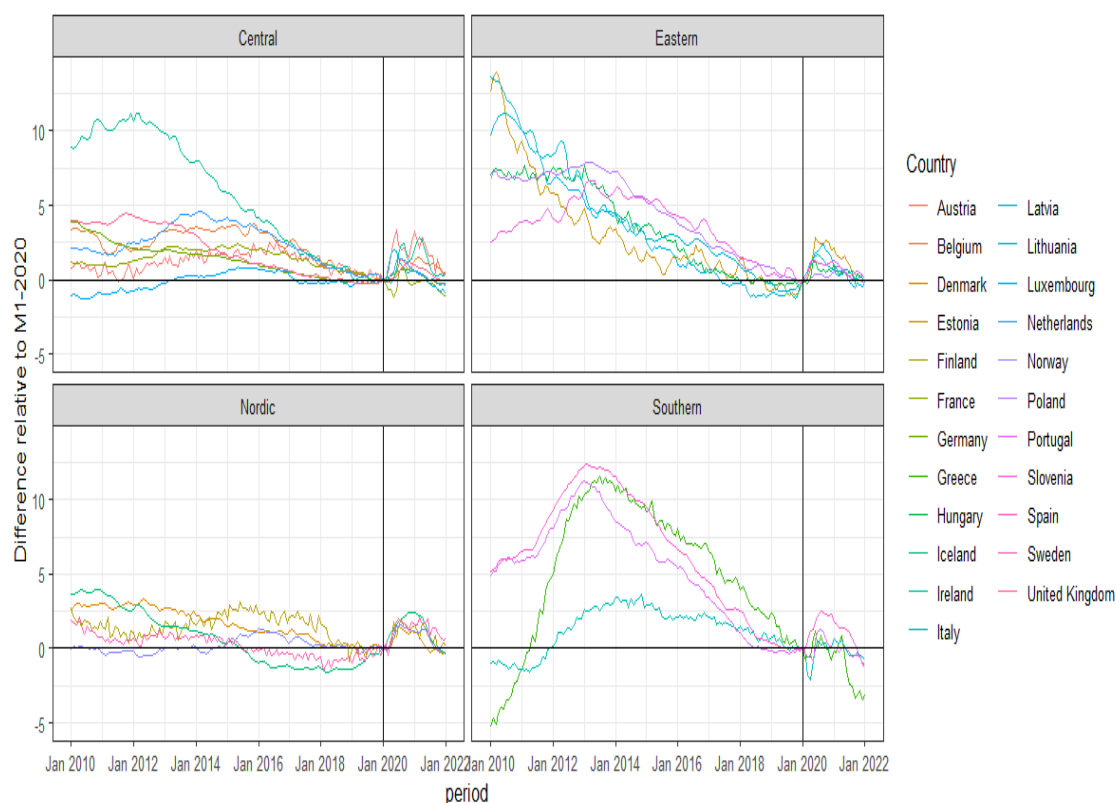 Central
Eastern
10
5
0
-5
Nordic
Southern
10
5
0
-5
Difference relative to M1-2020
Jan 2010 Jan 2012 Jan 2014 Jan 2016 Jan 2018 Jan 2020 Jan 2022
Jan 2010 Jan 2012 Jan 2014 Jan 2016 Jan 2018 Jan 2020 Jan 2022
period
Country
Austria
Belgium
Denmark
Estonia
Finland
France
Germany
Greece
Hungary
Iceland
Ireland
Italy
Latvia
Lithuania
Luxembourg
Netherlands
Norway
Poland
Portugal
Slovenia
Spain
Sweden
United Kingdom